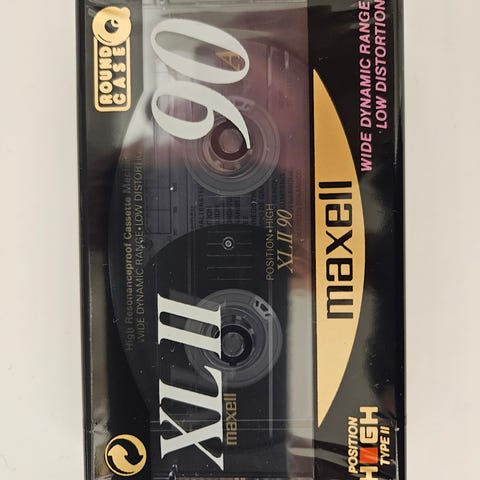 ROUND
CASE
XLII 90
A
maxell
High Resonanceproof Cassette Mechanism
WIDE DYNAMIC RANGE•LOW DISTORTION
POSITION•HIGH
XLII 90
maxell
WIDE DYNAMIC RANGE
LOW DISTORTION
POSITION
HIGH
TYPE II